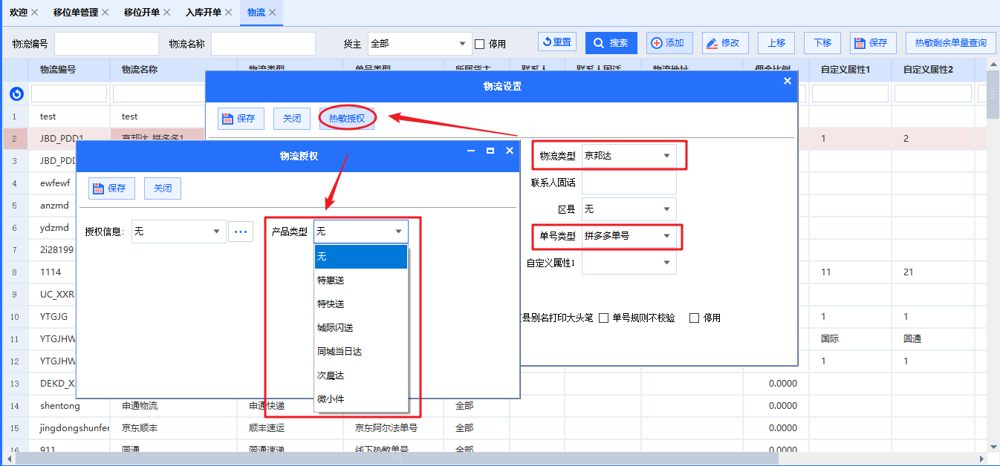 欢迎 移位单管理 移位开单 入库开单 物流
物流编号 物流名称 货主 全部 停用 重置 搜索 添加 修改 上移 下移 保存 热敏剩余单量查询
物流编号 物流名称 物流类型 单号类型 所属货主 联系人 联系人固话 物流地址 佣金比例 自定义属性1 自定义属性2
物流设置
保存 关闭 热敏授权
1 test test
2 JBD_PDD1 京邦达-拼多多1 1 2
3 JBD_PDD
4 ewfewf
5 anzmd
6 ydzmd
7 2i28199
8 1114 11 21
9 UC_XXR
10 YTGJG 1 1
11 YTGJHW 国际 圆通
12 YTGJHW 1 1
13 DEKD_X 0.0000
14 shentong 申通物流 申通快递 全部 0.0000
15 jingdongshunfen 京东顺丰 顺丰速运 京东阿尔法单号 全部 0.0000
16 911 圆通 圆通速递 线下热敏单号 全部 0.0000
物流类型 京邦达
联系人固话
区县 无
单号类型 拼多多单号
自定义属性1
县别名打印大头笔 单号规则不校验 停用
物流授权
保存 关闭
授权信息: 无 ... 产品类型 无
无
特惠送
特快送
城际闪送
同城当日达
次晨达
微小件